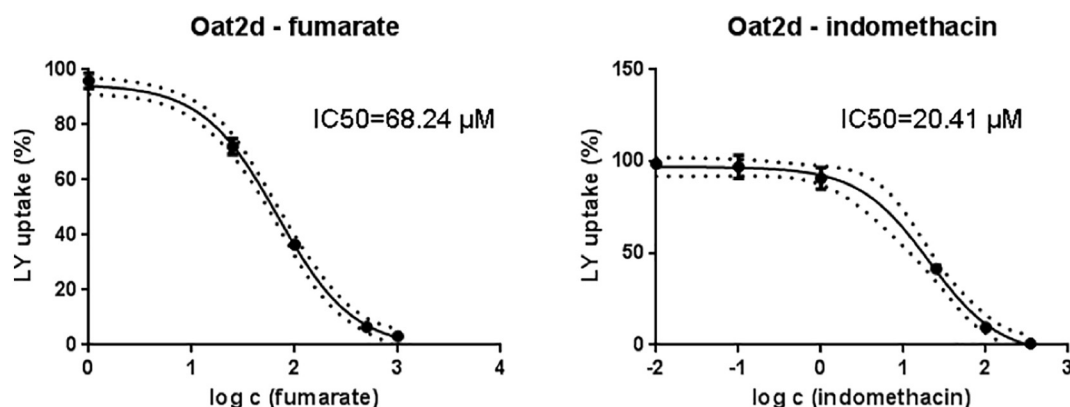 Oat2d - fumarate
100
80
60
40
20
0
LY uptake (%)
IC50=68.24 µM
0 1 2 3 4
log c (fumarate)
Oat2d - indomethacin
150
100
50
0
LY uptake (%)
IC50=20.41 µM
-2 -1 0 1 2 3
log c (indomethacin)